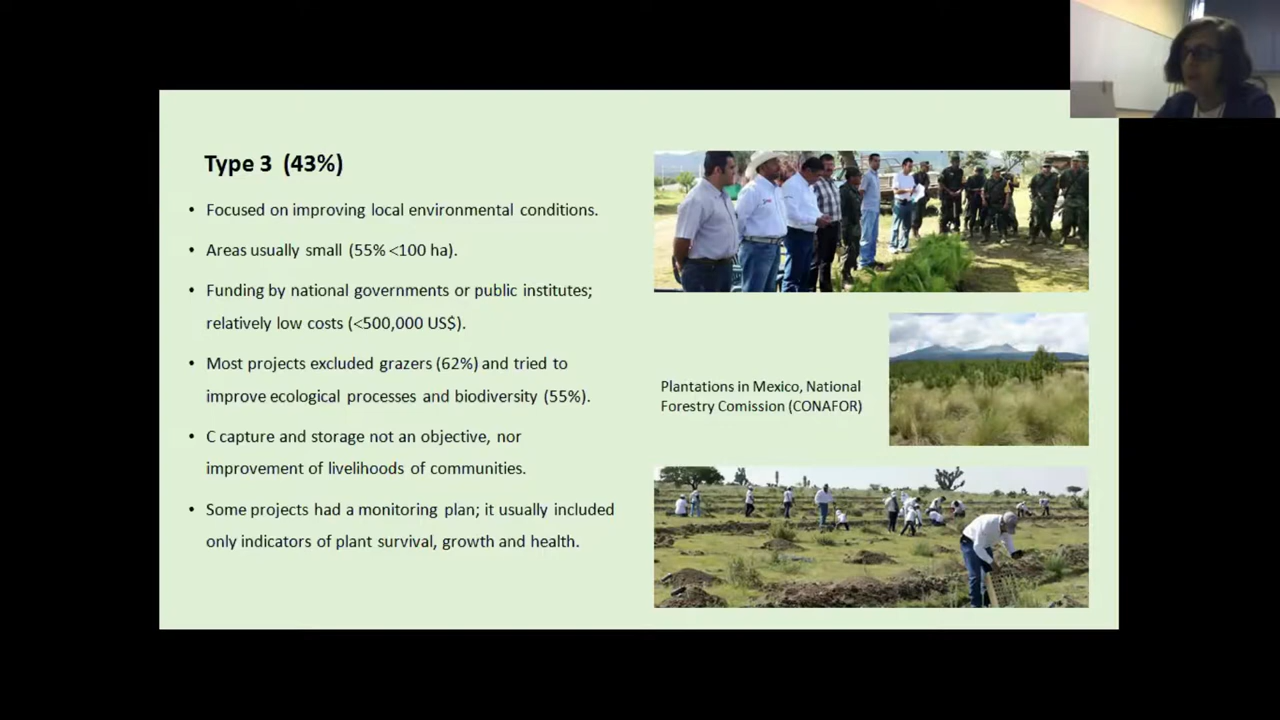 Type 3 (43%)
• Focused on improving local environmental conditions.
• Areas usually small (55% <100 ha).
• Funding by national governments or public institutes;
relatively low costs (<500,000 US$).
• Most projects excluded grazers (62%) and tried to
improve ecological processes and biodiversity (55%).
• C capture and storage not an objective, nor
improvement of livelihoods of communities.
• Some projects had a monitoring plan; it usually included
only indicators of plant survival, growth and health.
Plantations in Mexico, National
Forestry Comission (CONAFOR)